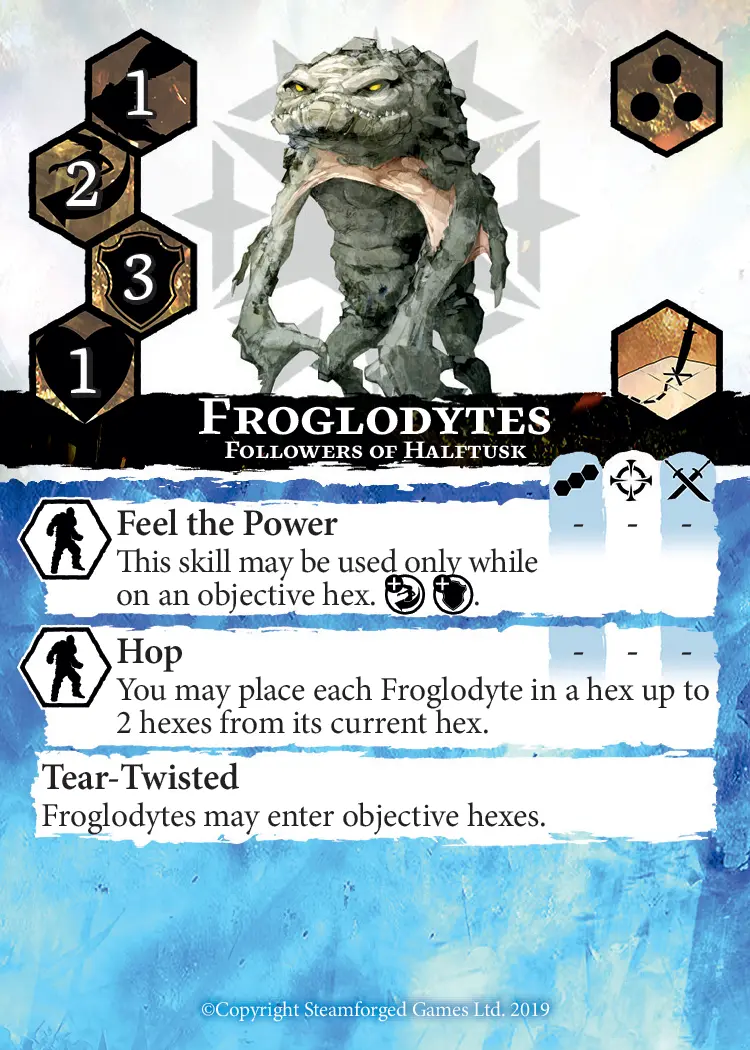 1
2
3
1
FROGLODYTES
FOLLOWERS OF HALFTUSK
Feel the Power
- - -
This skill may be used only while
on an objective hex. + + .
Hop
- - -
You may place each Froglodyte in a hex up to
2 hexes from its current hex.
Tear-Twisted
Froglodytes may enter objective hexes.
©Copyright Steamforged Games Ltd. 2019